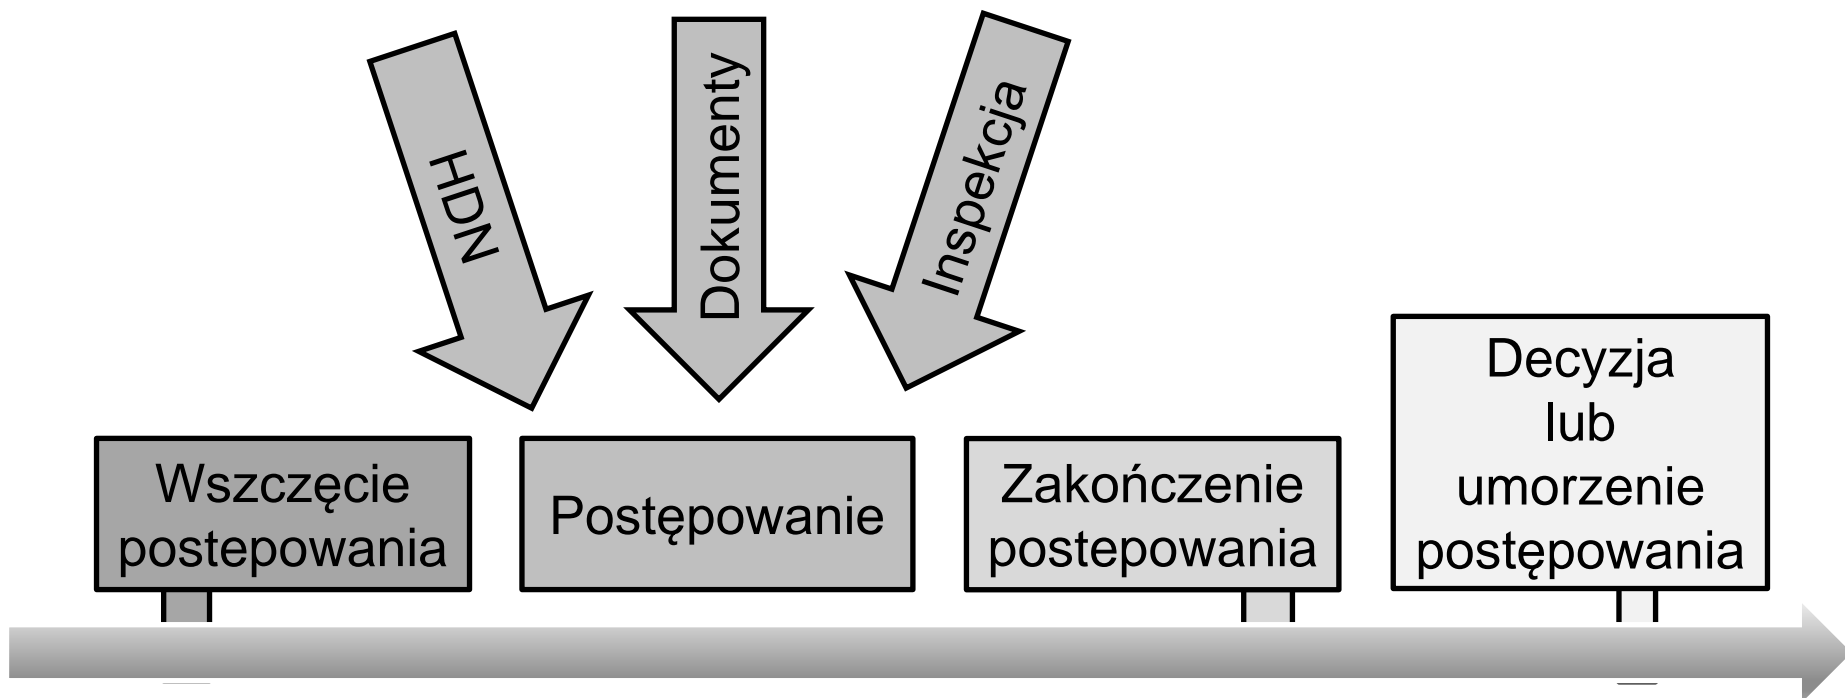 HDN
Dokumenty
Inspekcja
Wszczęcie
postepowania
Postępowanie
Zakończenie
postepowania
Decyzja
lub
umorzenie
postępowania